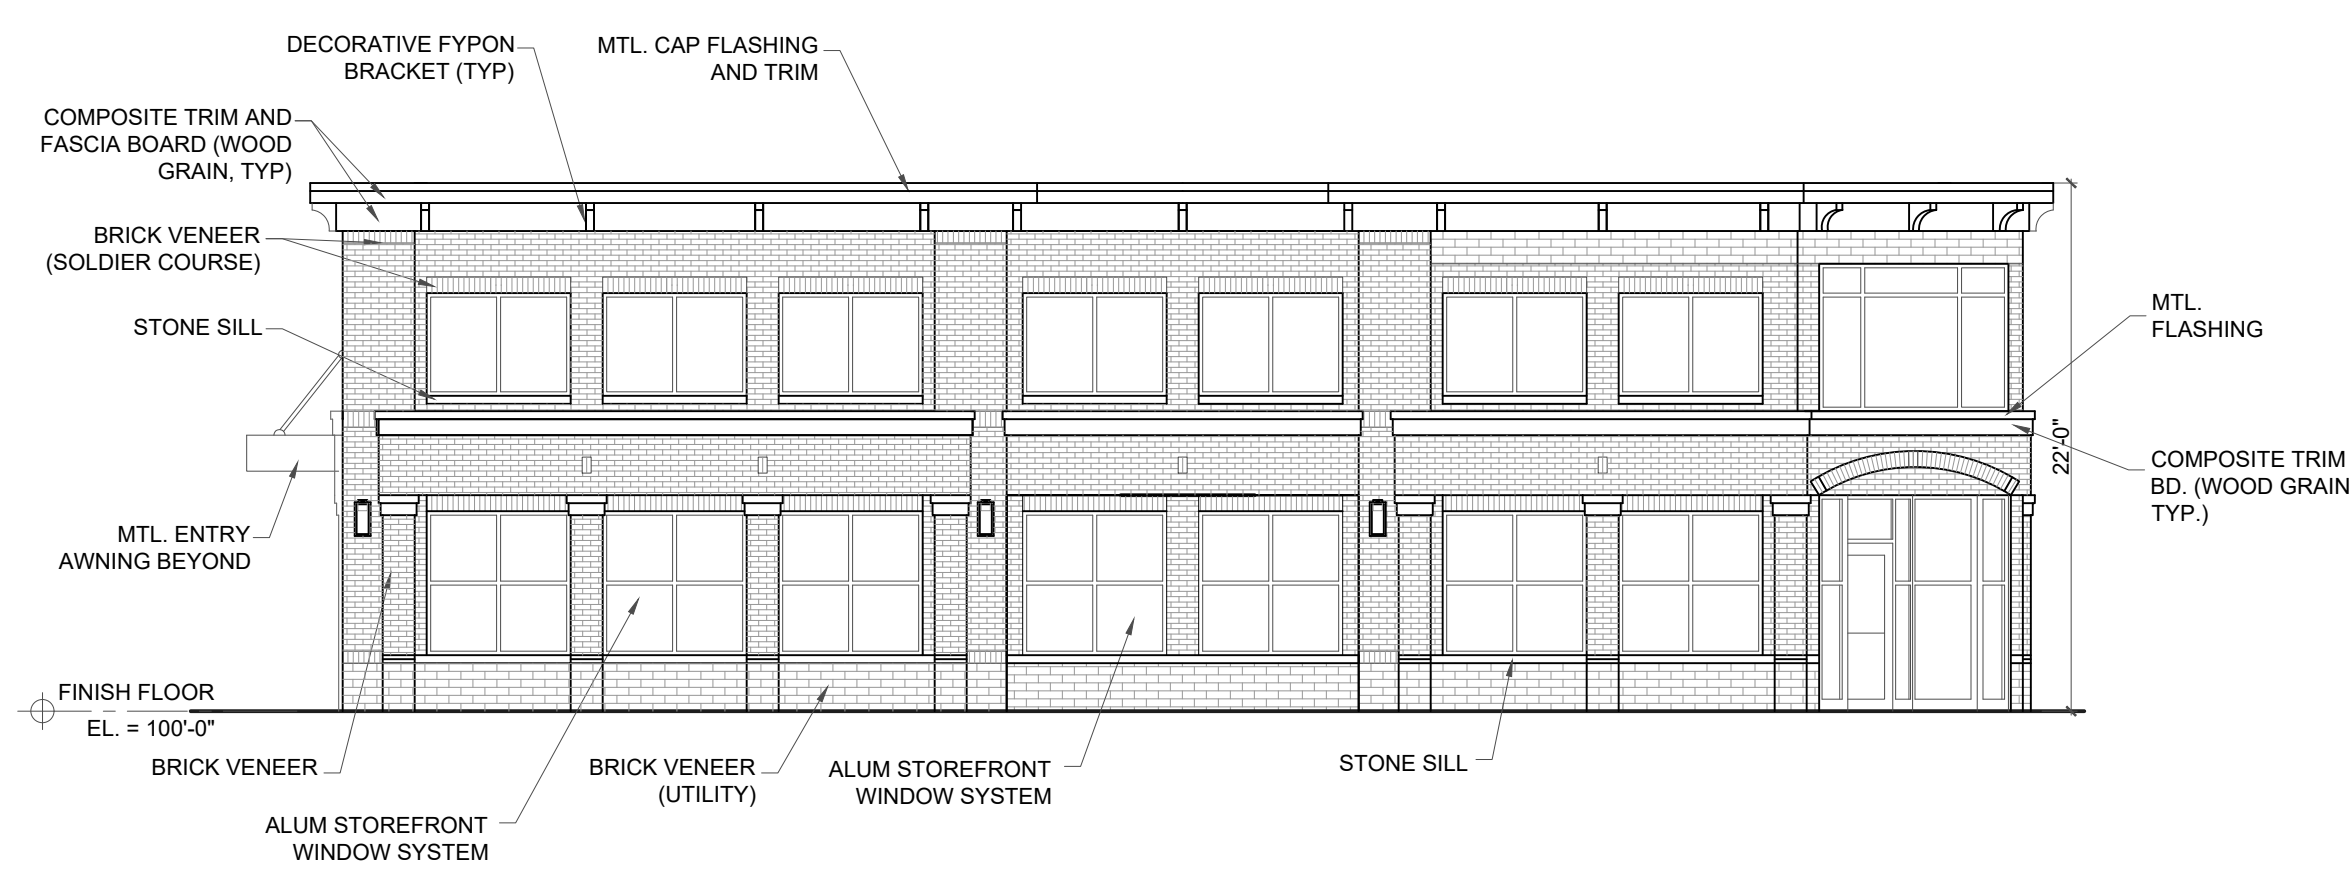 DECORATIVE FYPON
BRACKET (TYP)
MTL. CAP FLASHING
AND TRIM
COMPOSITE TRIM AND
FASCIA BOARD (WOOD
GRAIN, TYP)
BRICK VENEER
(SOLDIER COURSE)
STONE SILL
MTL. ENTRY
AWNING BEYOND
MTL.
FLASHING
22'-0"
COMPOSITE TRIM
BD. (WOOD GRAIN
TYP.)
FINISH FLOOR
EL. = 100'-0"
BRICK VENEER
ALUM STOREFRONT
WINDOW SYSTEM
BRICK VENEER
(UTILITY)
ALUM STOREFRONT
WINDOW SYSTEM
STONE SILL